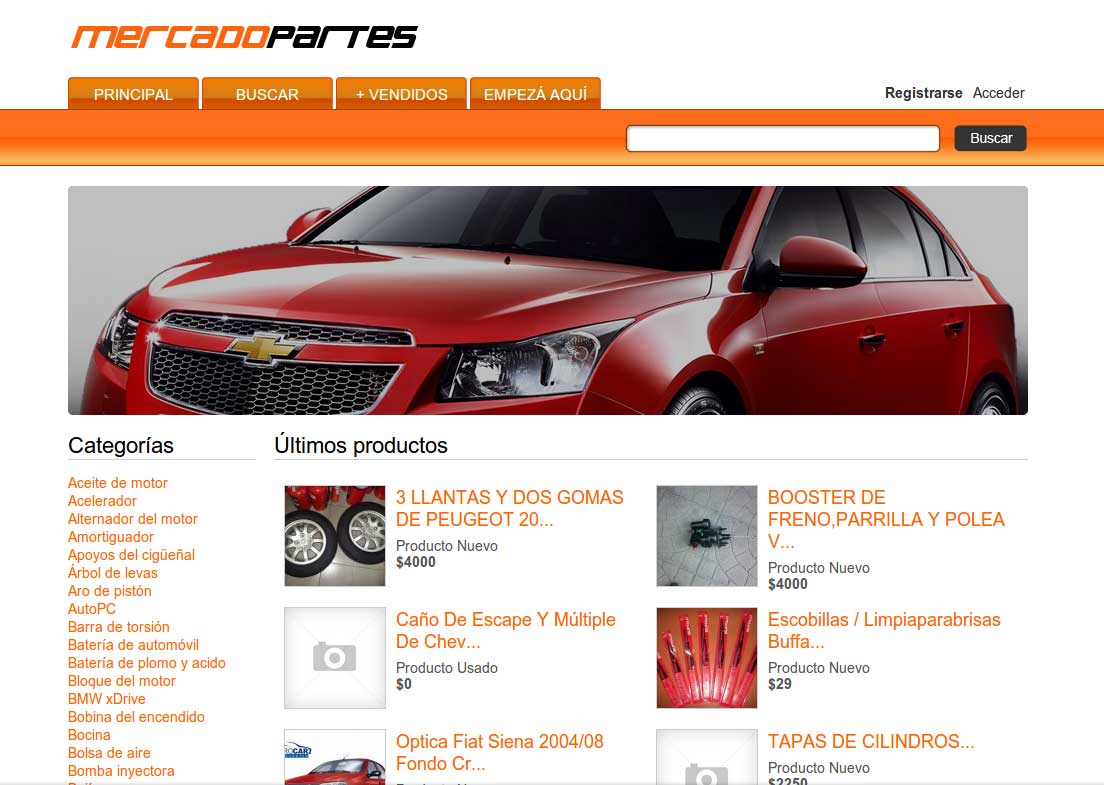 mercadopartes
PRINCIPAL
BUSCAR
+ VENDIDOS
EMPEZÁ AQUÍ
Registrarse
Acceder
Buscar
Categorías
Aceite de motor
Acelerador
Alternador del motor
Amortiguador
Apoyos del cigüeñal
Árbol de levas
Aro de pistón
AutoPC
Barra de torsión
Batería de automóvil
Batería de plomo y acido
Bloque del motor
BMW xDrive
Bobina del encendido
Bocina
Bolsa de aire
Bomba inyectora
Últimos productos
3 LLANTAS Y DOS GOMAS
DE PEUGEOT 20...
Producto Nuevo
$4000
BOOSTER DE
FRENO,PARRILLA Y POLEA
V...
Producto Nuevo
$4000
Caño De Escape Y Múltiple
De Chev...
Producto Usado
$0
Escobillas / Limpiaparabrisas
Buffa...
Producto Nuevo
$29
Optica Fiat Siena 2004/08
Fondo Cr...
TAPAS DE CILINDROS...
Producto Nuevo
$2250